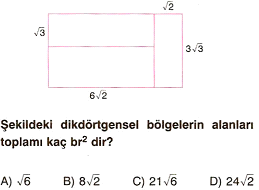 √2
√3
3√3
6√2
Şekildeki dikdörtgensel bölgelerin alanları
toplamı kaç br² dir?
A) √6 B) 8√2 C) 21√6 D) 24√2